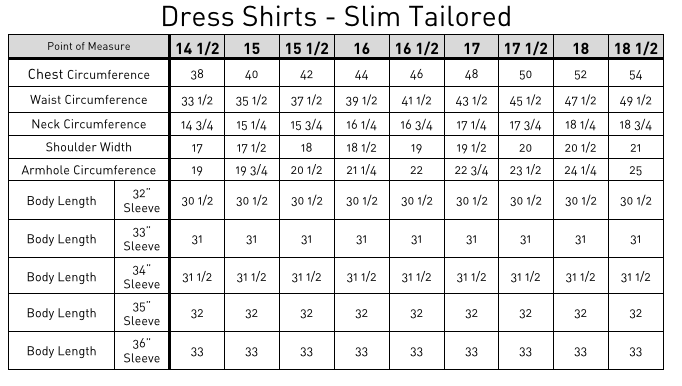 Dress Shirts - Slim Tailored
Point of Measure 14 1/2 15 15 1/2 16 16 1/2 17 17 1/2 18 18 1/2
Chest Circumference 38 40 42 44 46 48 50 52 54
Waist Circumference 33 1/2 35 1/2 37 1/2 39 1/2 41 1/2 43 1/2 45 1/2 47 1/2 49 1/2
Neck Circumference 14 3/4 15 1/4 15 3/4 16 1/4 16 3/4 17 1/4 17 3/4 18 1/4 18 3/4
Shoulder Width 17 17 1/2 18 18 1/2 19 19 1/2 20 20 1/2 21
Armhole Circumference 19 19 3/4 20 1/2 21 1/4 22 22 3/4 23 1/2 24 1/4 25
Body Length 32" Sleeve 30 1/2 30 1/2 30 1/2 30 1/2 30 1/2 30 1/2 30 1/2 30 1/2 30 1/2
Body Length 33" Sleeve 31 31 31 31 31 31 31 31 31
Body Length 34" Sleeve 31 1/2 31 1/2 31 1/2 31 1/2 31 1/2 31 1/2 31 1/2 31 1/2 31 1/2
Body Length 35" Sleeve 32 32 32 32 32 32 32 32 32
Body Length 36" Sleeve 33 33 33 33 33 33 33 33 33